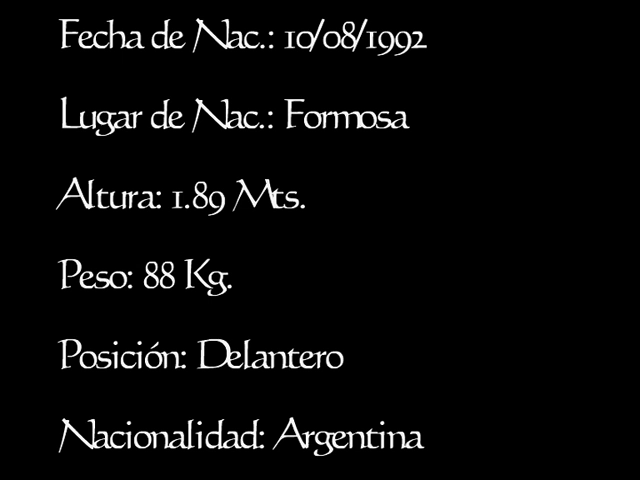 Fecha de Nac.: 10/08/1992
Lugar de Nac.: Formosa
Altura: 1.89 Mts.
Peso: 88 Kg.
Posición: Delantero
Nacionalidad: Argentina